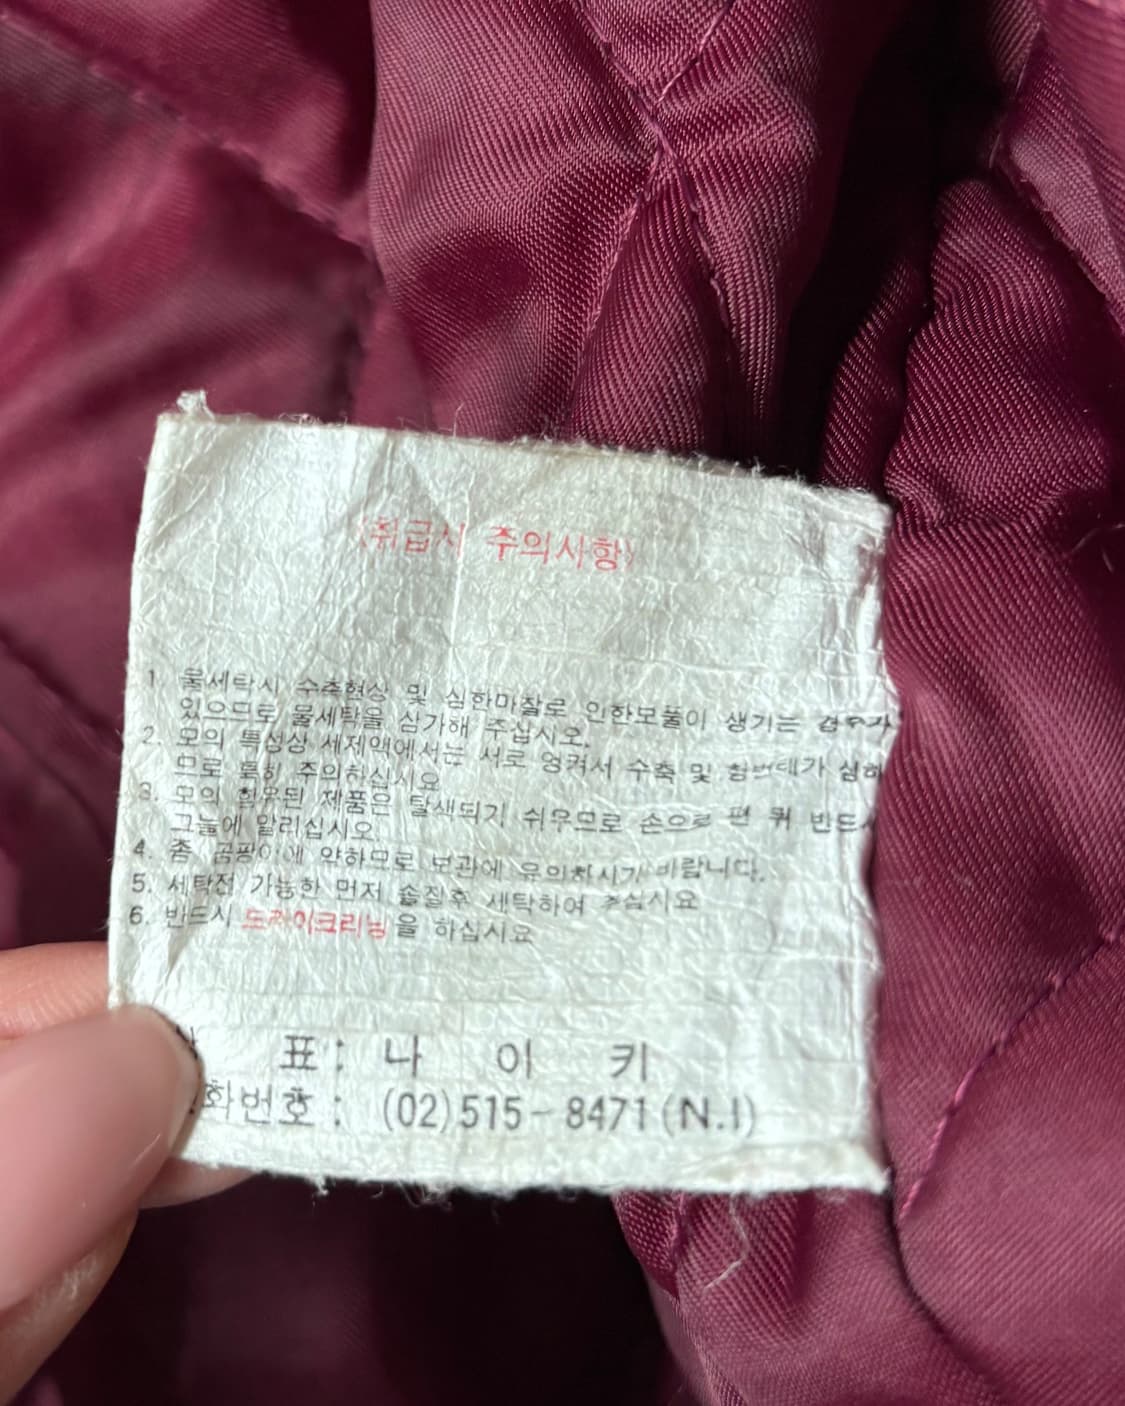 (취급시 주의사항)
1. 물세탁시 수축현상 및 심한마찰로 인한보풀이 생기는 경우가
있으므로 물세탁을 삼가해 주십시오.
2. 모의 특성상 세제액에서는 서로 엉켜서 수축 및 형변태가 심하
므로 특히 주의하십시요
3. 모의 함유된 제품은 탈색되기 쉬우므로 손으로 편 뒤 반드시
그늘에 말리십시오.
4. 좀 곰팡이에 약하므로 보관에 유의하시기 바랍니다.
5. 세탁전 가능한 먼저 솔질후 세탁하여 주십시요
6. 반드시 드라이크리닝을 하십시요
표: 나 이 키
화번호: (02)515-8471(N.I)